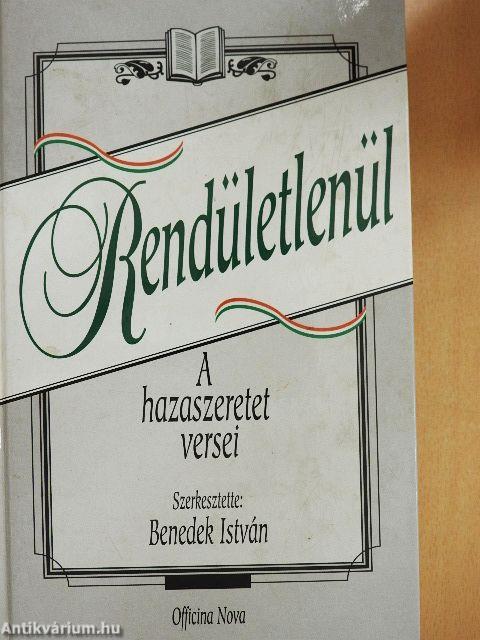 Rendületlenül
A
hazaszeretet
versei
Szerkesztette:
Benedek István
Officina Nova
Antikvárium.hu